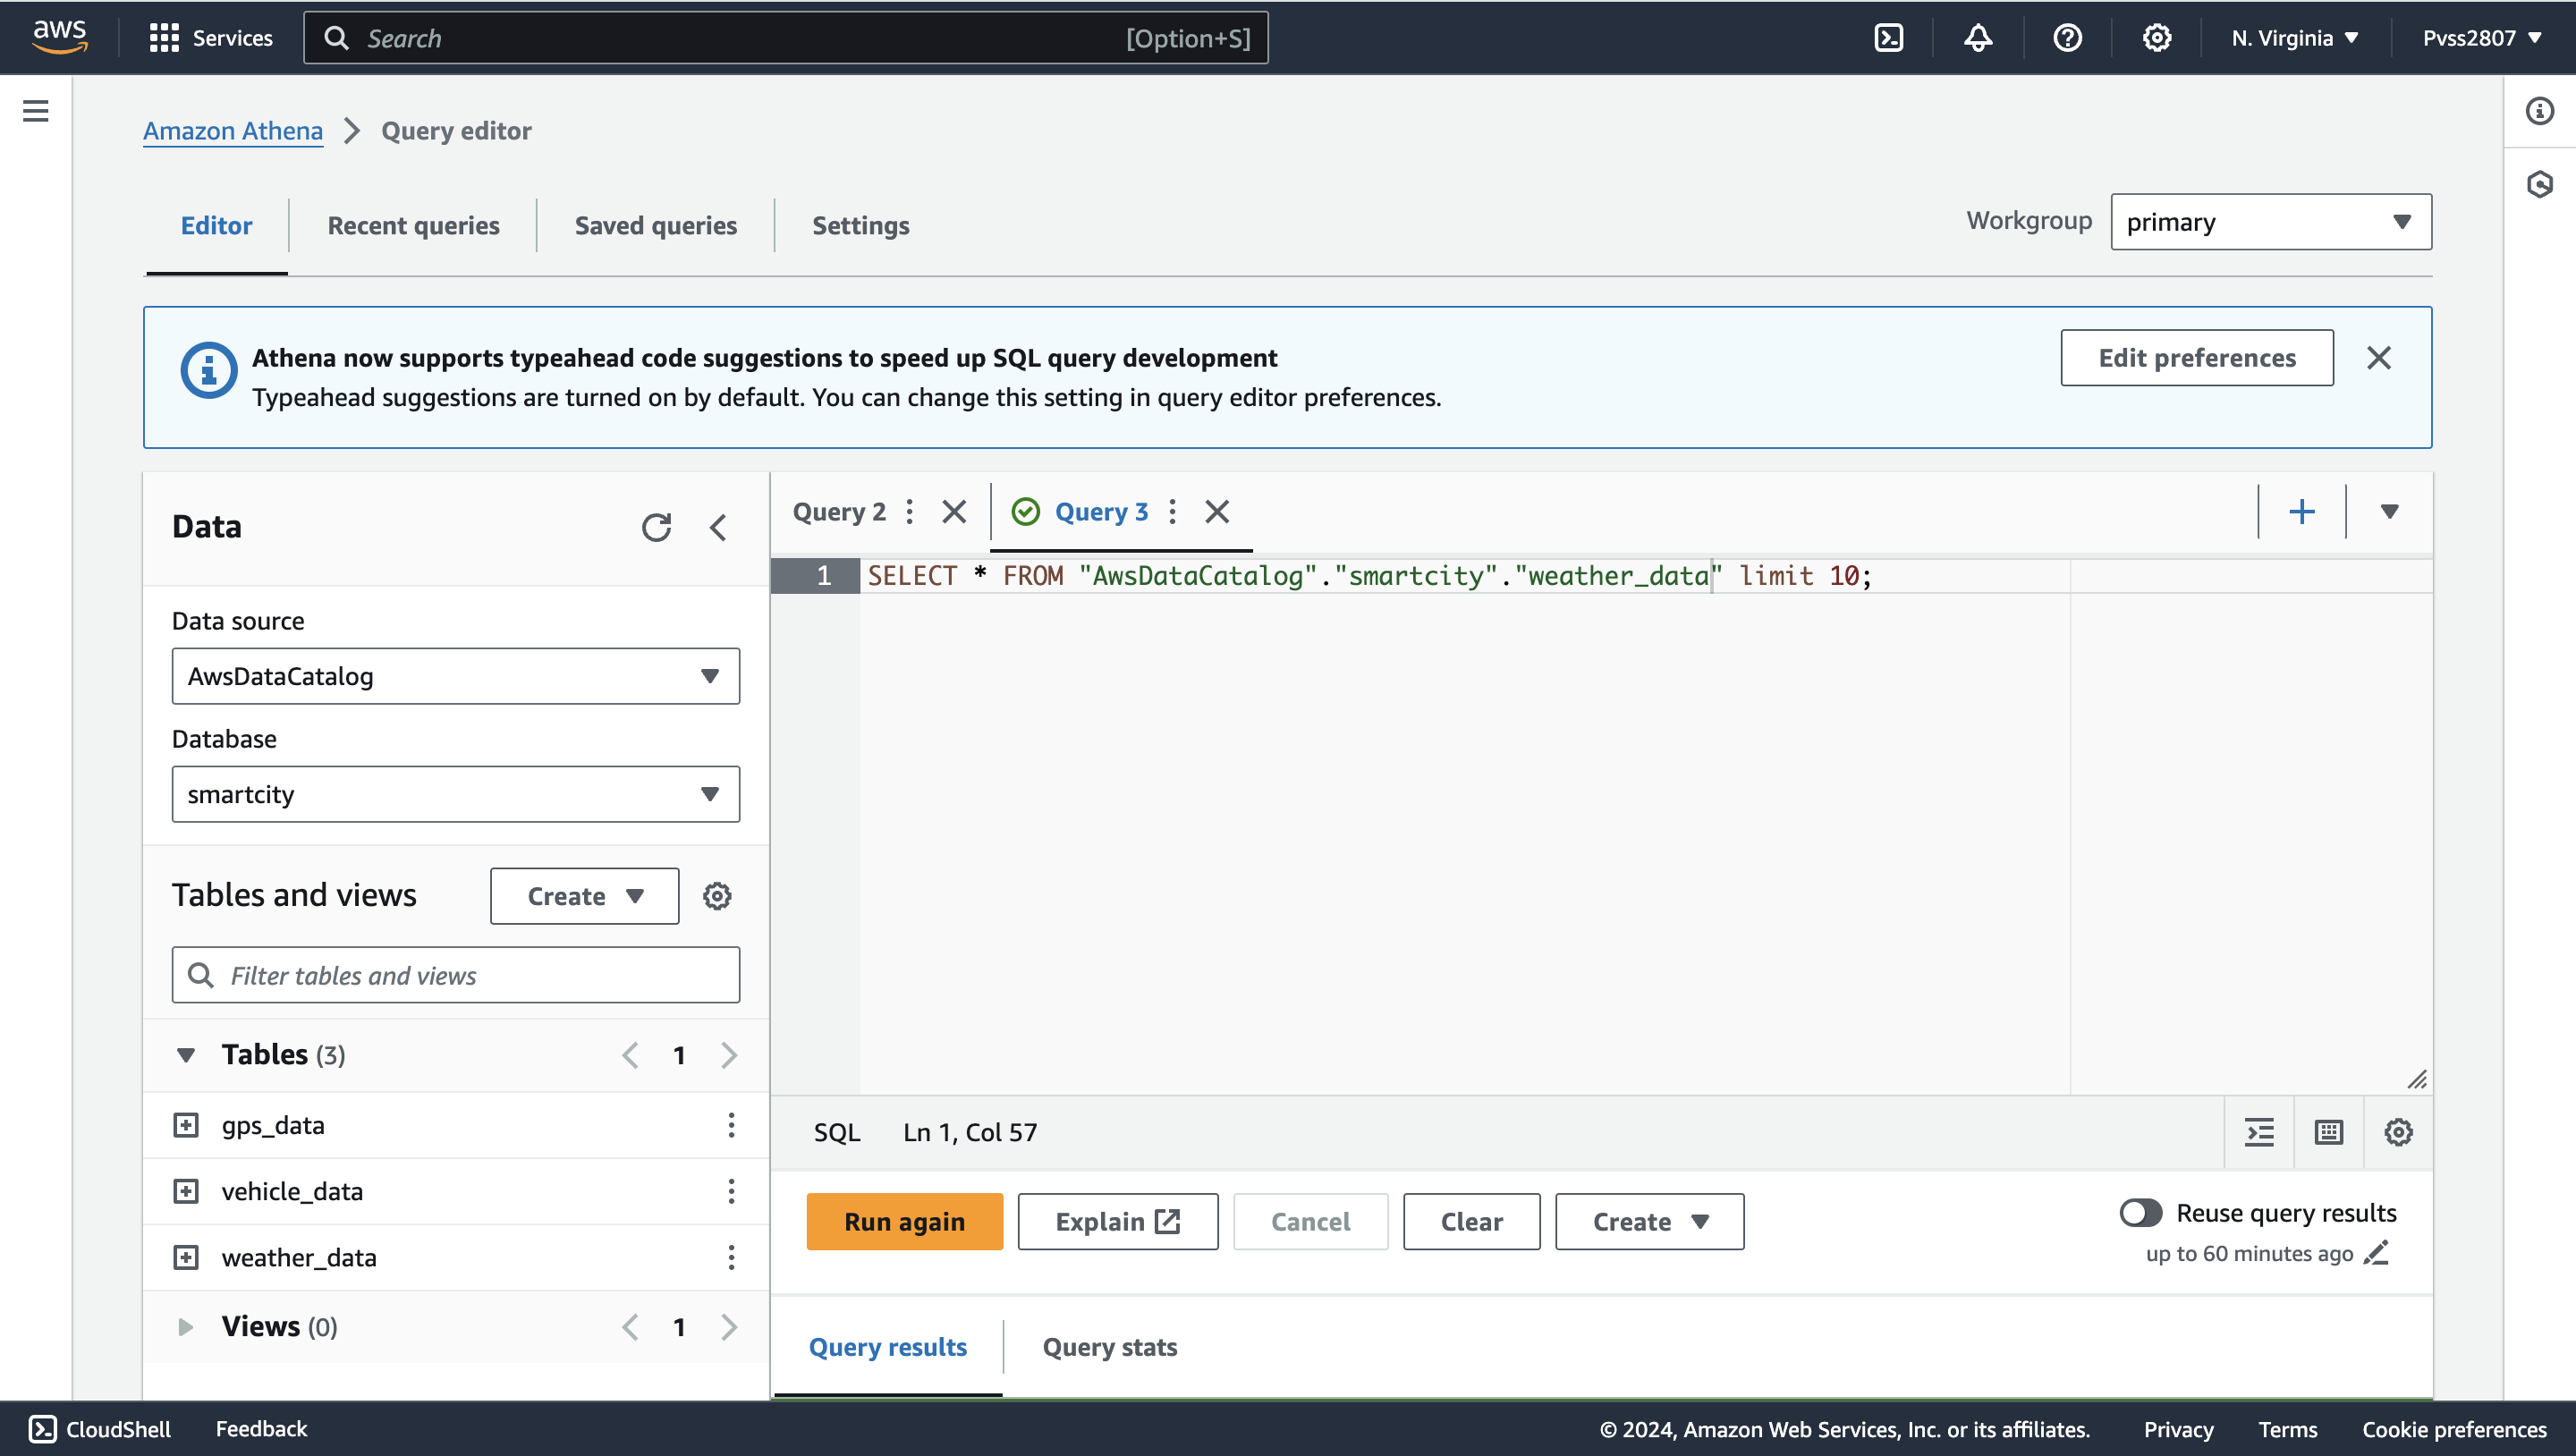 aws Services Search [Option+S] N. Virginia Pvss2807
Amazon Athena Query editor
Editor Recent queries Saved queries Settings Workgroup primary
Athena now supports typeahead code suggestions to speed up SQL query development Edit preferences
Typeahead suggestions are turned on by default. You can change this setting in query editor preferences.
Data
Query 2 Query 3
1 SELECT * FROM "AwsDataCatalog"."smartcity"."weather_data" limit 10;
Data source
AwsDataCatalog
Database
smartcity
Tables and views Create
Filter tables and views
Tables (3) 1
gps_data
vehicle_data
weather_data
Views (0) 1
SQL Ln 1, Col 57
Run again Explain Cancel Clear Create Reuse query results
up to 60 minutes ago
Query results Query stats
CloudShell Feedback © 2024, Amazon Web Services, Inc. or its affiliates. Privacy Terms Cookie preferences